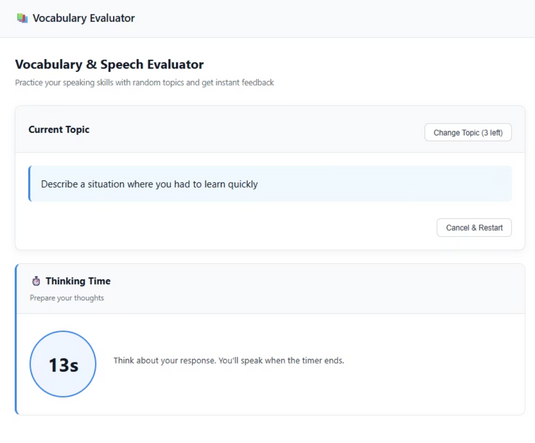 Vocabulary Evaluator
Vocabulary & Speech Evaluator
Practice your speaking skills with random topics and get instant feedback
Current Topic
Change Topic (3 left)
Describe a situation where you had to learn quickly
Cancel & Restart
Thinking Time
Prepare your thoughts
13s
Think about your response. You'll speak when the timer ends.